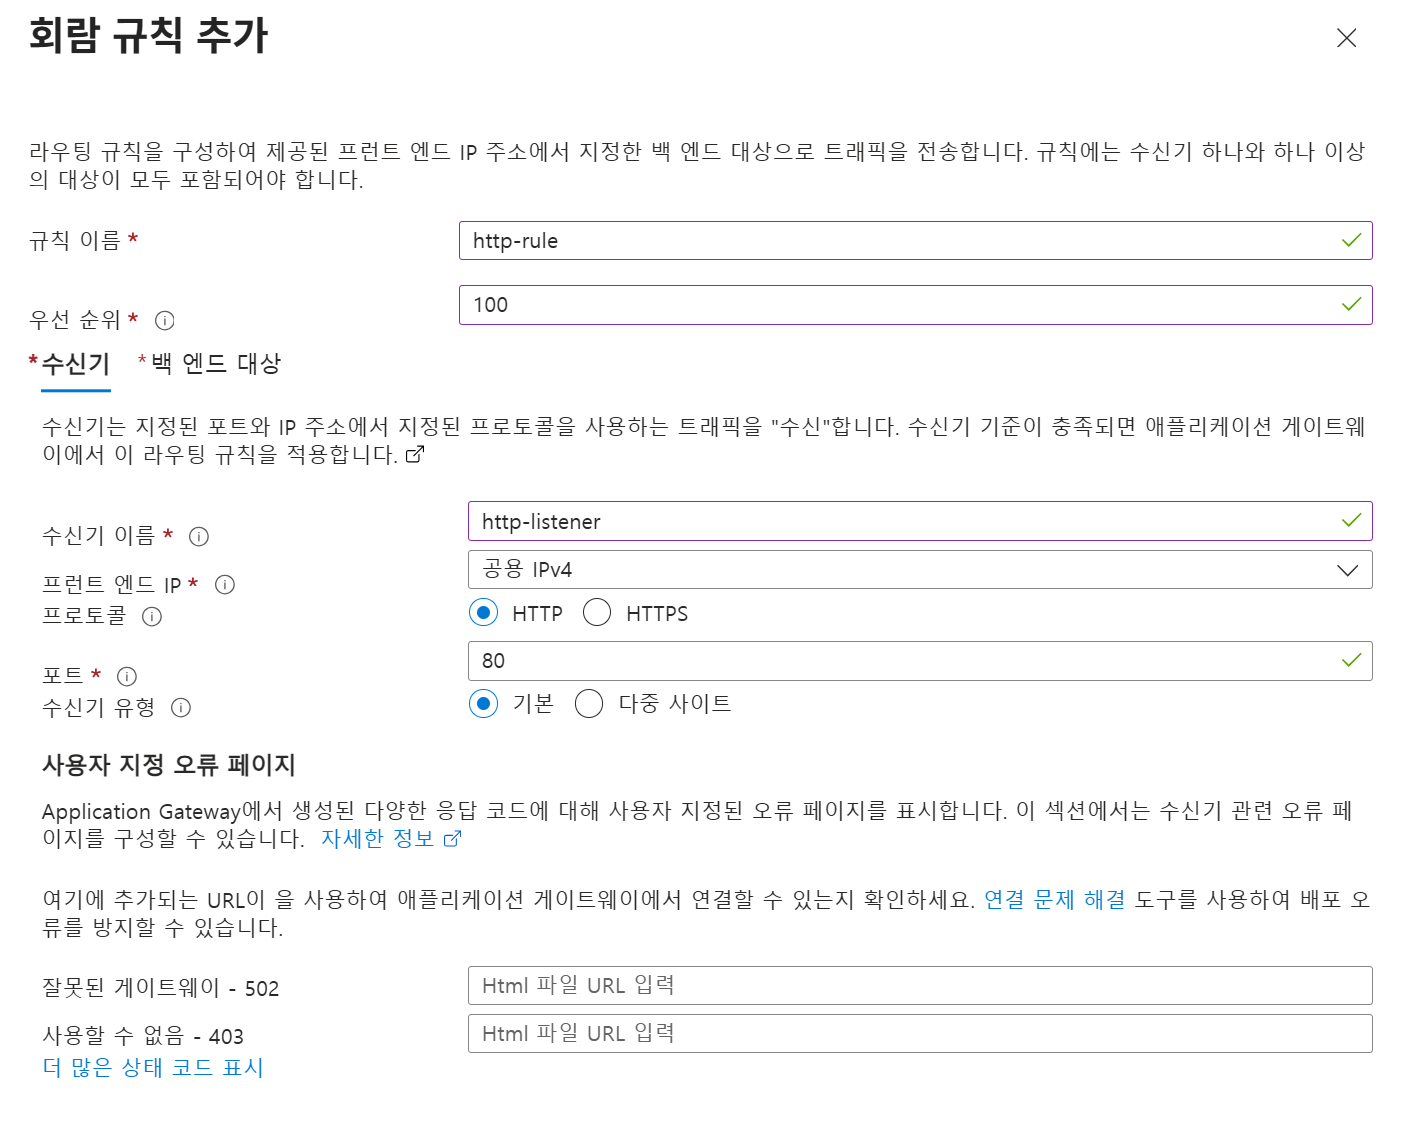 회람 규칙 추가
라우팅 규칙을 구성하여 제공된 프런트 엔드 IP 주소에서 지정한 백 엔드 대상으로 트래픽을 전송합니다. 규칙에는 수신기 하나와 하나 이상
의 대상이 모두 포함되어야 합니다.
규칙 이름 *
http-rule
우선 순위 *
100
* 수신기 * 백 엔드 대상
수신기는 지정된 포트와 IP 주소에서 지정된 프로토콜을 사용하는 트래픽을 "수신"합니다. 수신기 기준이 충족되면 애플리케이션 게이트웨
이에서 이 라우팅 규칙을 적용합니다.
수신기 이름 *
http-listener
프런트 엔드 IP *
공용 IPv4
프로토콜
HTTP HTTPS
포트 *
80
수신기 유형
기본 다중 사이트
사용자 지정 오류 페이지
Application Gateway에서 생성된 다양한 응답 코드에 대해 사용자 지정된 오류 페이지를 표시합니다. 이 섹션에서는 수신기 관련 오류 페
이지를 구성할 수 있습니다. 자세한 정보
여기에 추가되는 URL이 을 사용하여 애플리케이션 게이트웨이에서 연결할 수 있는지 확인하세요. 연결 문제 해결 도구를 사용하여 배포 오
류를 방지할 수 있습니다.
잘못된 게이트웨이 - 502
Html 파일 URL 입력
사용할 수 없음 - 403
Html 파일 URL 입력
더 많은 상태 코드 표시